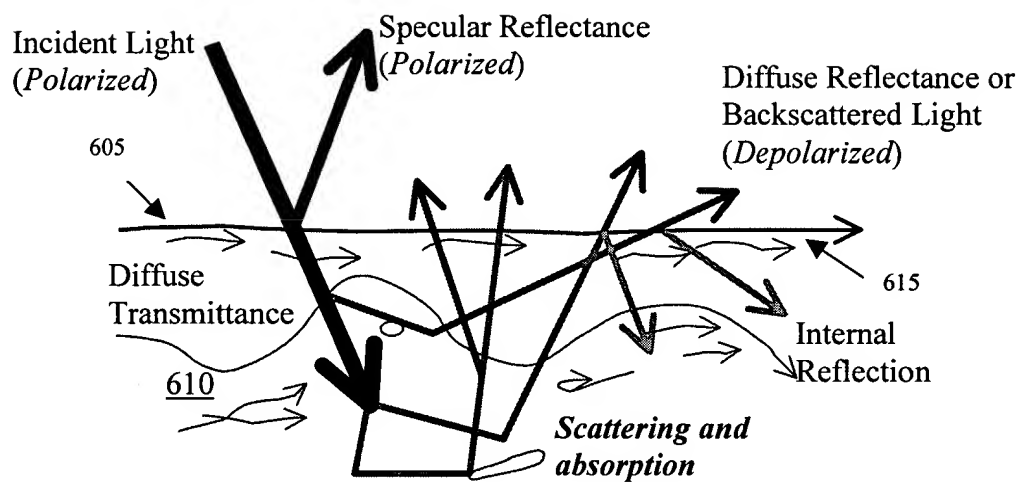 Incident Light
(Polarized)
Specular Reflectance
(Polarized)
Diffuse Reflectance or
Backscattered Light
(Depolarized)
605
Diffuse
Transmittance
615
Internal
Reflection
610
Scattering and
absorption